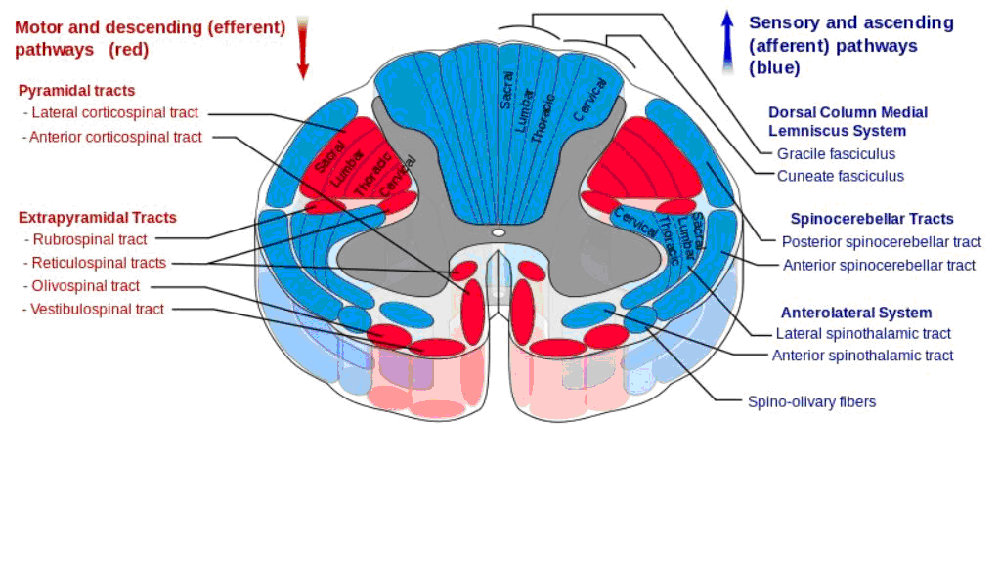 Motor and descending (efferent)
pathways (red)
Pyramidal tracts
- Lateral corticospinal tract
- Anterior corticospinal tract
Extrapyramidal Tracts
- Rubrospinal tract
- Reticulospinal tracts
- Olivospinal tract
- Vestibulospinal tract
Sacral
Lumbar
Thoracic
Cervical
Sacral
Lumbar
Thoracic
Cervical
Cervical
Thoracic
Lumbar
Sacral
Sensory and ascending
(afferent) pathways
(blue)
Dorsal Column Medial
Lemniscus System
Gracile fasciculus
Cuneate fasciculus
Spinocerebellar Tracts
Posterior spinocerebellar tract
Anterior spinocerebellar tract
Anterolateral System
Lateral spinothalamic tract
Anterior spinothalamic tract
Spino-olivary fibers